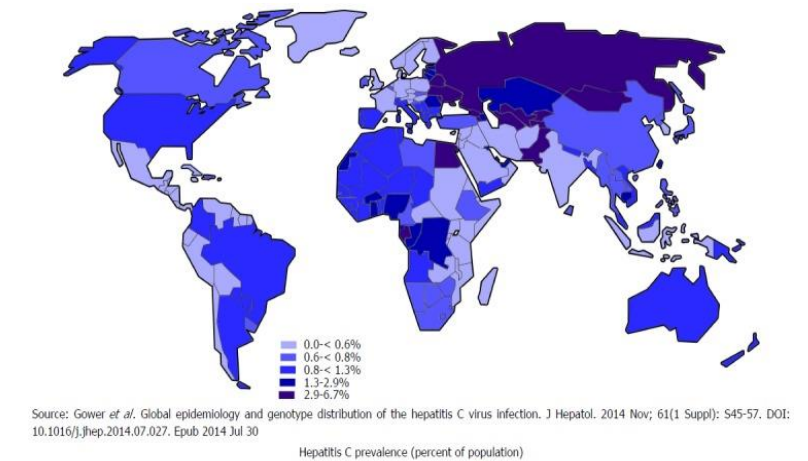 0.0-< 0.6%
0.6-< 0.8%
0.8-< 1.3%
1.3-2.9%
2.9-6.7%
Source: Gower et al. Global epidemiology and genotype distribution of the hepatitis C virus infection. J Hepatol. 2014 Nov; 61(1 Suppl): S45-57. DOI:
10.1016/j.jhep.2014.07.027. Epub 2014 Jul 30
Hepatitis C prevalence (percent of population)